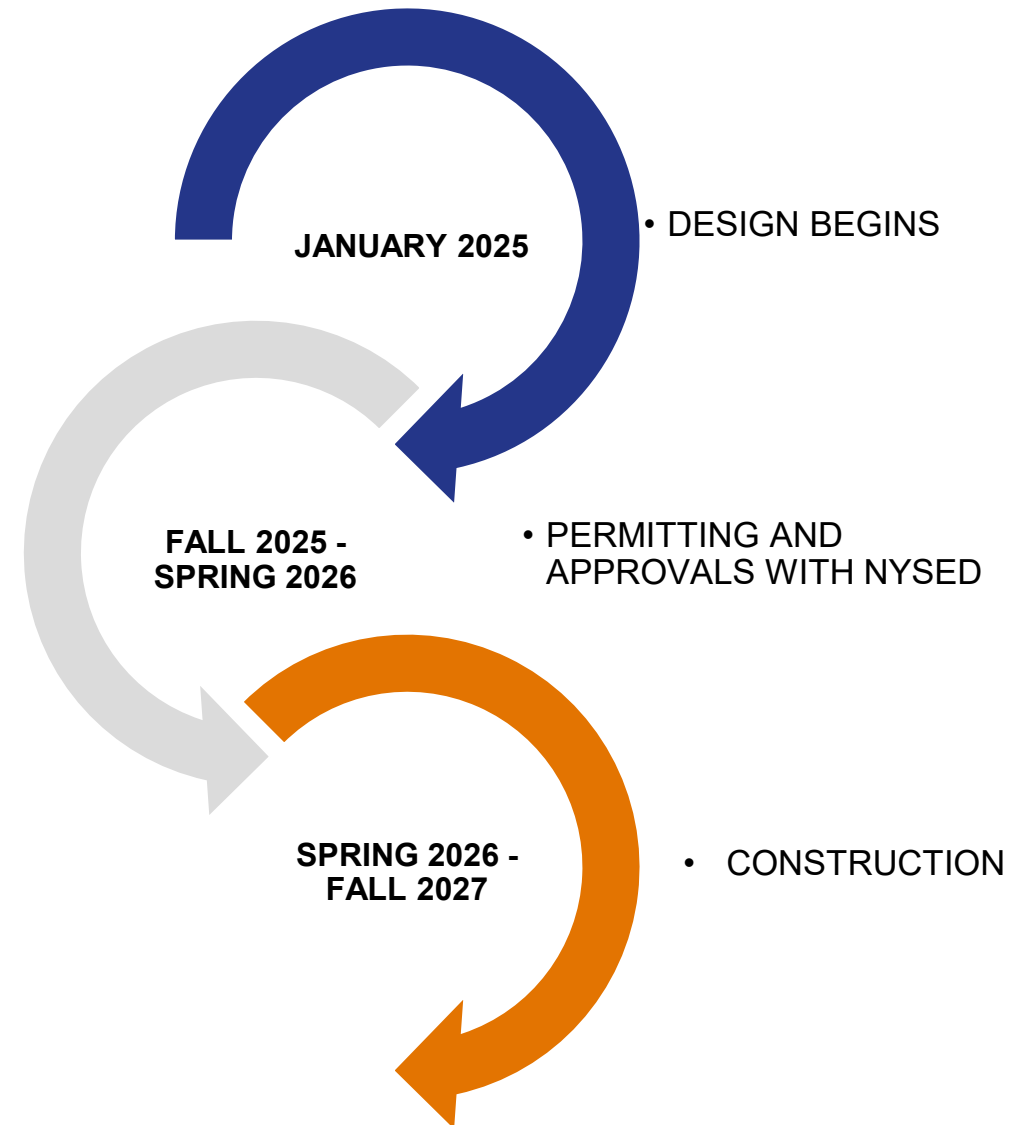 JANUARY 2025
• DESIGN BEGINS
FALL 2025 -
SPRING 2026
• PERMITTING AND
APPROVALS WITH NYSED
SPRING 2026 -
FALL 2027
• CONSTRUCTION